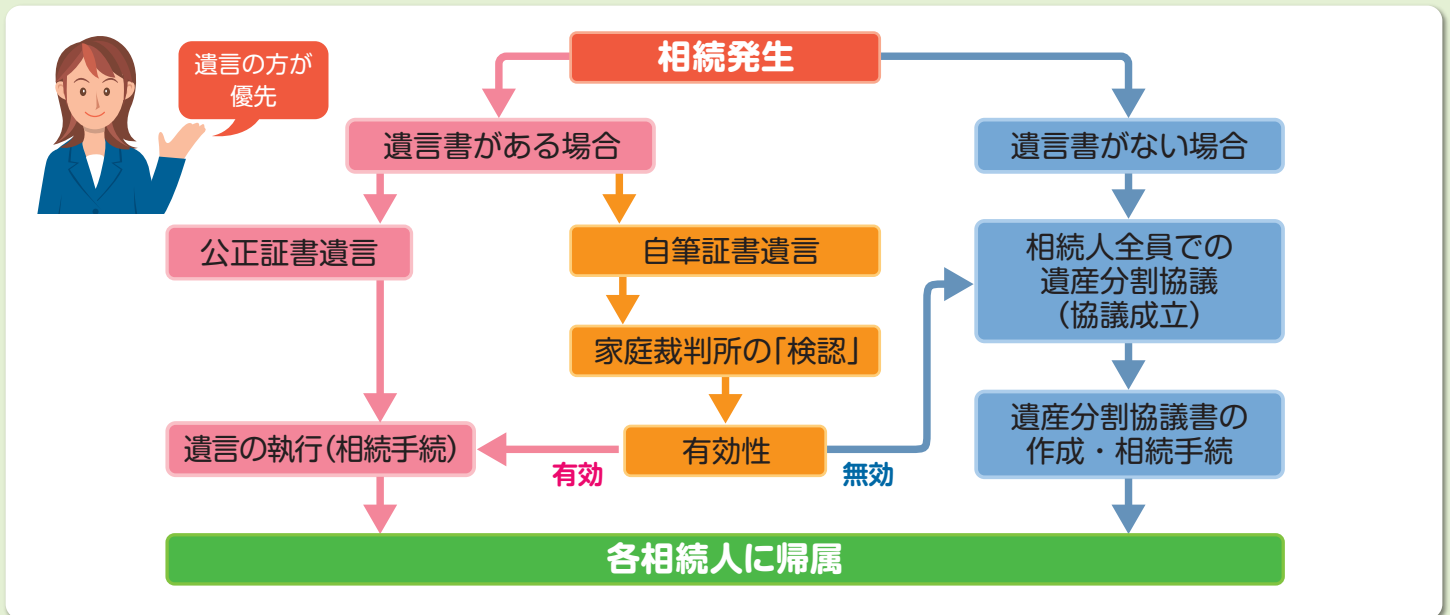 相続発生
遺言の方が
優先
遺言書がある場合
遺言書がない場合
公正証書遺言
自筆証書遺言
相続人全員での
遺産分割協議
（協議成立）
家庭裁判所の「検認」
遺言の執行（相続手続）
有効性
有効
無効
遺産分割協議書の
作成・相続手続
各相続人に帰属